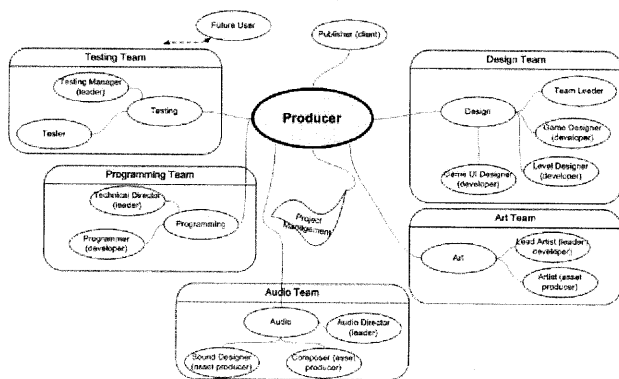 Future User
Publisher (client)
Testing Team
Testing Manager
(leader)
Testing
Tester
Producer
Design Team
Team Leader
Design
Game Designer
(developer)
Game UI Designer
(developer)
Level Designer
(developer)
Programming Team
Technical Director
(leader)
Programming
Programmer
(developer)
Project
Management
Art Team
Lead Artist (leader,
developer)
Art
Artist (asset
producer)
Audio Team
Audio
Audio Director
(leader)
Sound Designer
(asset producer)
Composer (asset
producer)